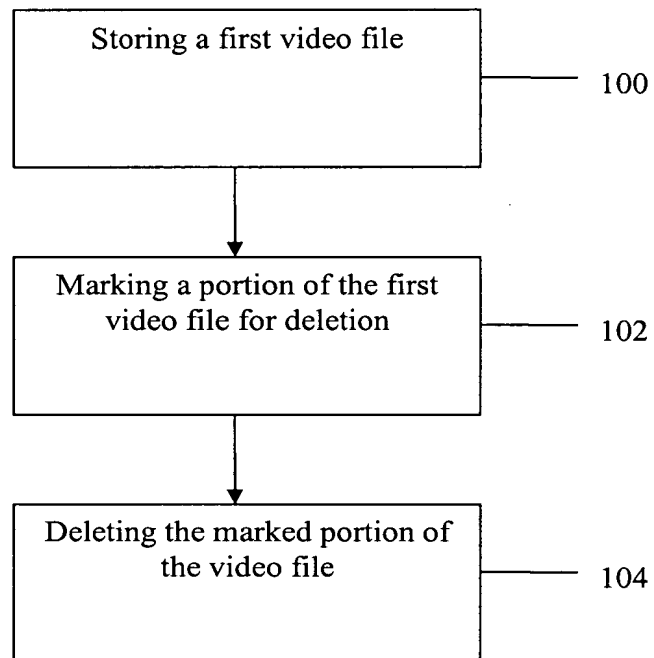 Storing a first video file
100
Marking a portion of the first
video file for deletion
102
Deleting the marked portion of
the video file
104